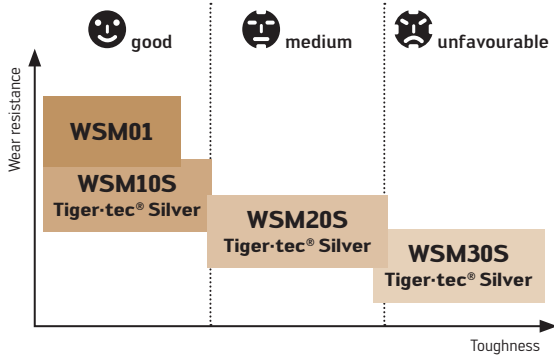 good
medium
unfavourable
Wear resistance
WSM01
WSM10S
Tiger·tec® Silver
WSM20S
Tiger·tec® Silver
WSM30S
Tiger·tec® Silver
Toughness